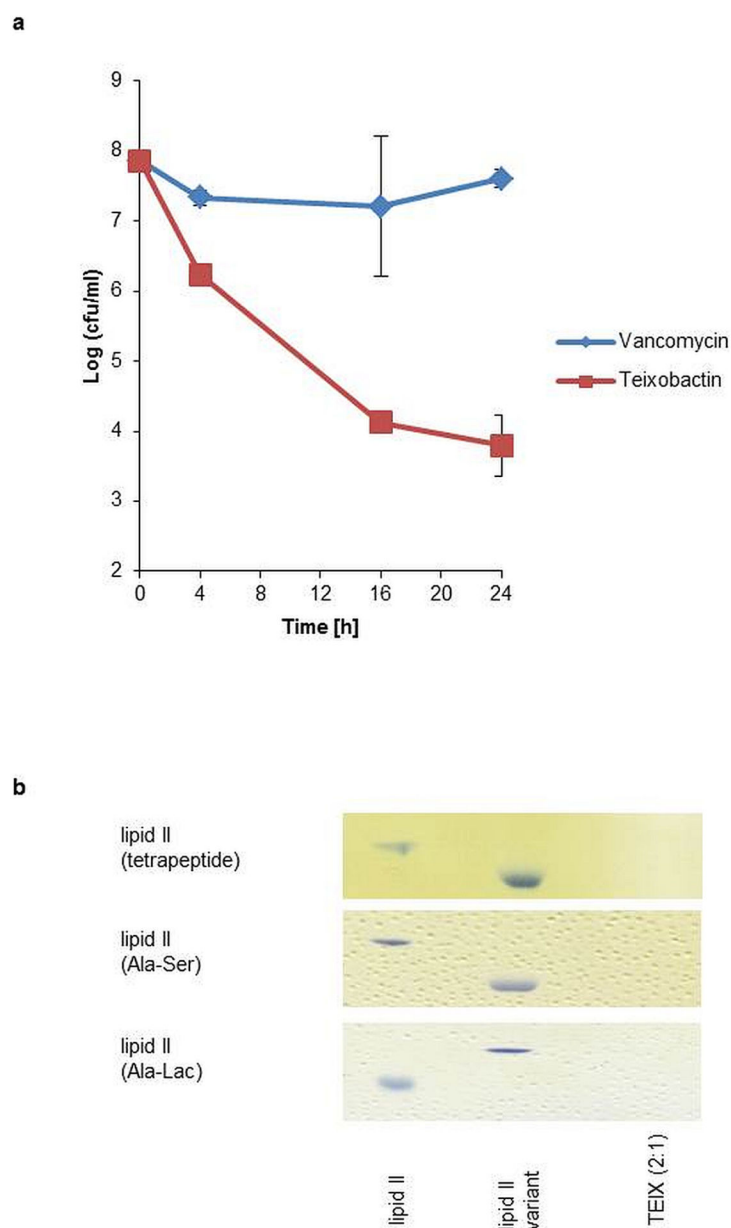 a
9
8
7
6
5
4
3
2
Log (cfu/ml)
0 4 8 12 16 20 24
Time [h]
Vancomycin
Teixobactin
b
lipid II
(tetrapeptide)
lipid II
(Ala-Ser)
lipid II
(Ala-Lac)
lipid II
lipid II
variant
TEIX (2:1)